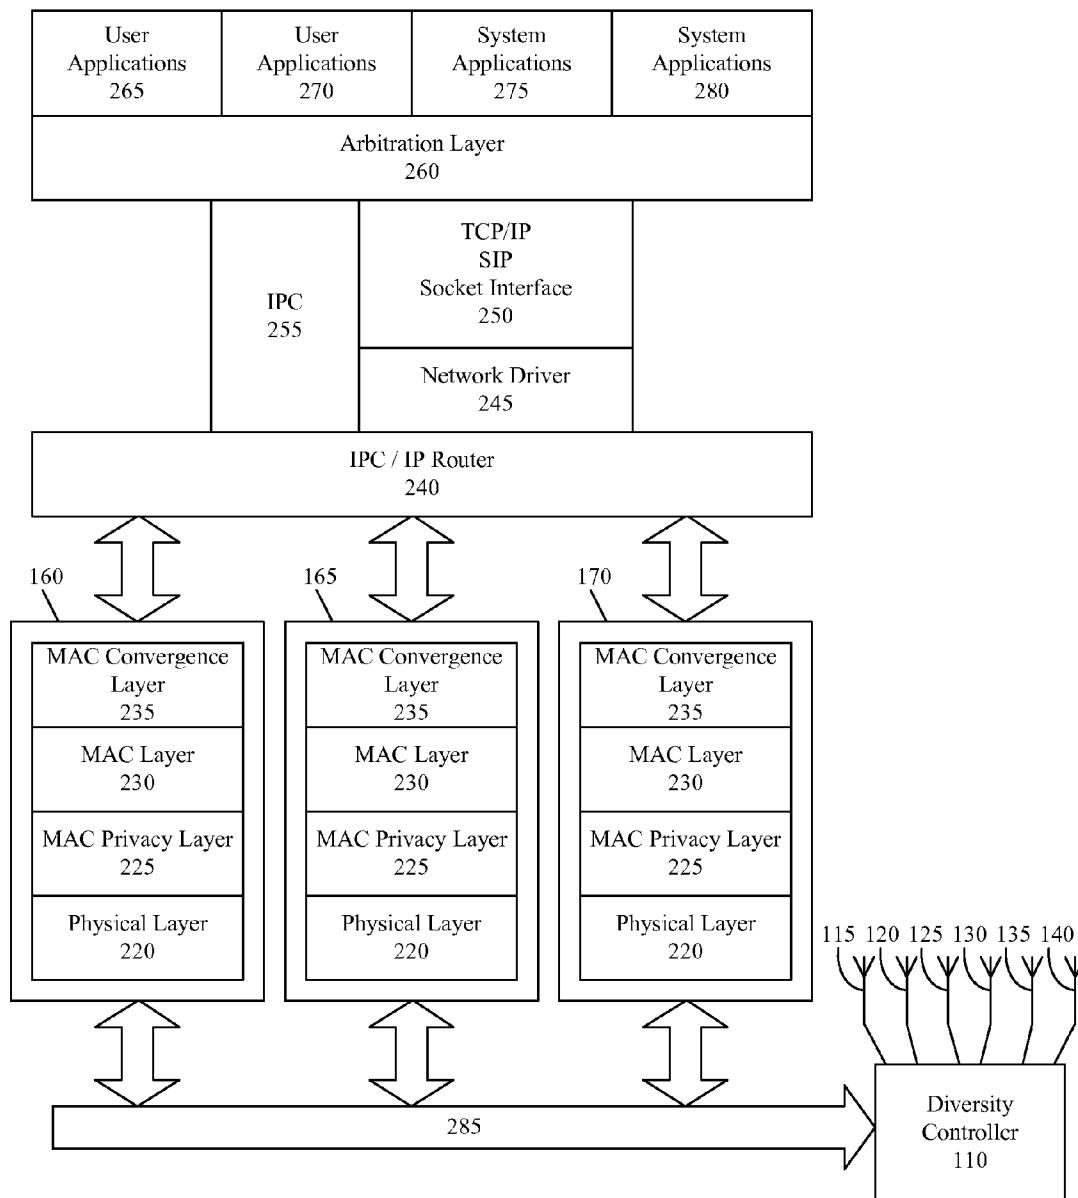 User
Applications
265
User
Applications
270
System
Applications
275
System
Applications
280
Arbitration Layer
260
IPC
255
TCP/IP
SIP
Socket Interface
250
Network Driver
245
IPC / IP Router
240
160
165
170
MAC Convergence
Layer
235
MAC Layer
230
MAC Privacy Layer
225
Physical Layer
220
MAC Convergence
Layer
235
MAC Layer
230
MAC Privacy Layer
225
Physical Layer
220
MAC Convergence
Layer
235
MAC Layer
230
MAC Privacy Layer
225
Physical Layer
220
115
120
125
130
135
140
285
Diversity
Controller
110